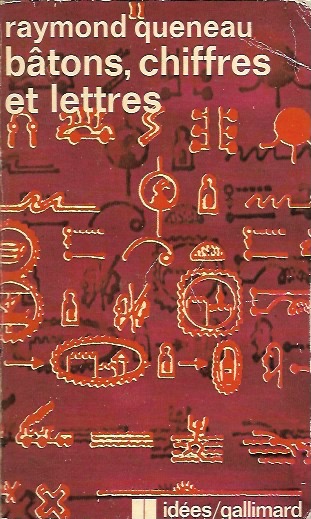 raymond queneau
bâtons, chiffres
et lettres
idées/gallimard